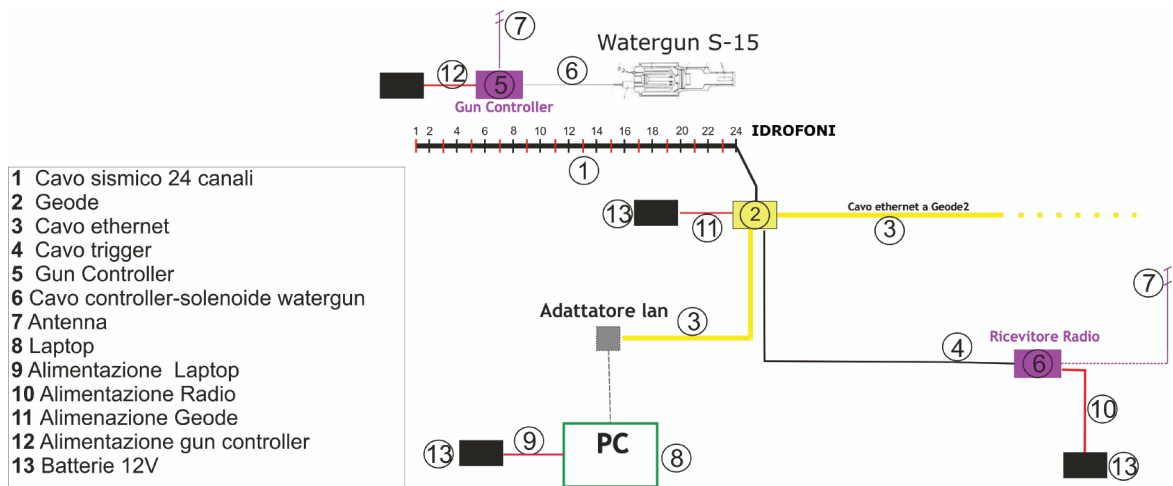 7
Watergun S-15
12
5
6
Gun Controller
1 2 4 6 8 10 12 14 16 18 20 22 24
IDROFONI
1
1 Cavo sismico 24 canali
2 Geode
3 Cavo ethernet
4 Cavo trigger
5 Gun Controller
6 Cavo controller-solenoide watergun
7 Antenna
8 Laptop
9 Alimentazione Laptop
10 Alimentazione Radio
11 Alimenazione Geode
12 Alimentazione gun controller
13 Batterie 12V
13
11
2
Cavo ethernet a Geode2
3
7
Adattatore lan
3
Ricevitore Radio
4
6
10
13
PC
13
9
8